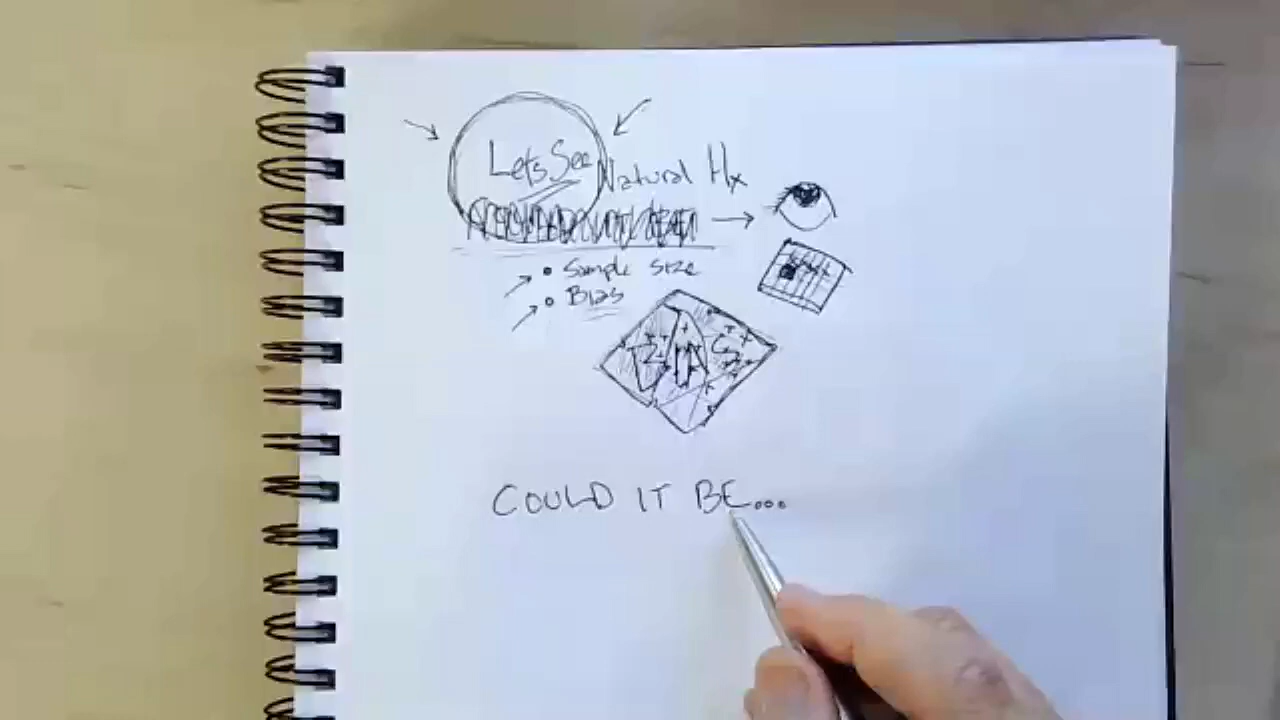 Lets See
Natural Hx
• Sample size
• Bias
COULD IT BE...